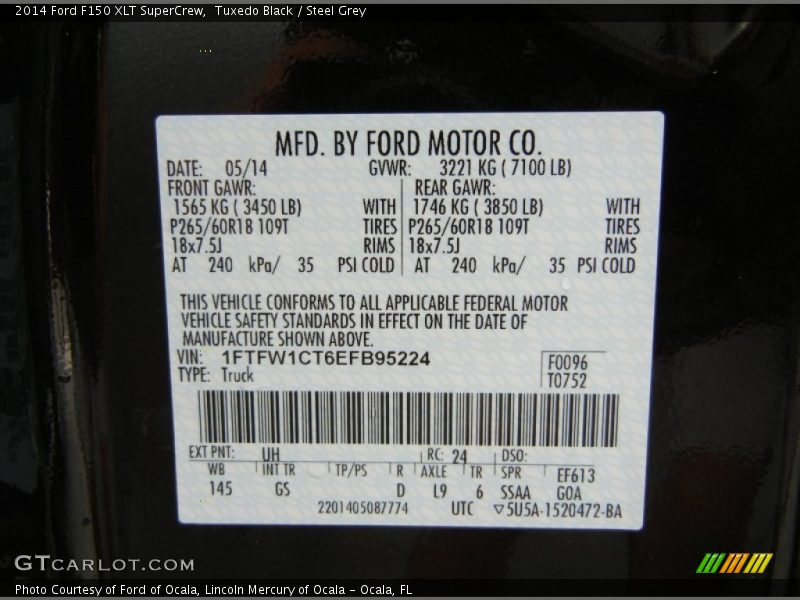 2014 Ford F150 XLT SuperCrew,  Tuxedo Black / Steel Grey
MFD. BY FORD MOTOR CO.
DATE: 05/14 GVWR: 3221 KG ( 7100 LB)
FRONT GAWR: REAR GAWR:
1565 KG ( 3450 LB) WITH 1746 KG ( 3850 LB) WITH
P265/60R18 109T TIRES P265/60R18 109T TIRES
18x7.5J RIMS 18x7.5J RIMS
AT 240 kPa/ 35 PSI COLD AT 240 kPa/ 35 PSI COLD
THIS VEHICLE CONFORMS TO ALL APPLICABLE FEDERAL MOTOR
VEHICLE SAFETY STANDARDS IN EFFECT ON THE DATE OF
MANUFACTURE SHOWN ABOVE.
VIN: 1FTFW1CT6EFB95224 F0096
TYPE: Truck T0752
EXT PNT: UH RC: 24 DSO:
WB INT TR TP/PS R AXLE TR SPR EF613
145 GS D L9 6 SSAA GOA
2201405087774 UTC ▽5U5A-1520472-BA
GTCARLOT.COM
Photo Courtesy of Ford of Ocala, Lincoln Mercury of Ocala - Ocala, FL